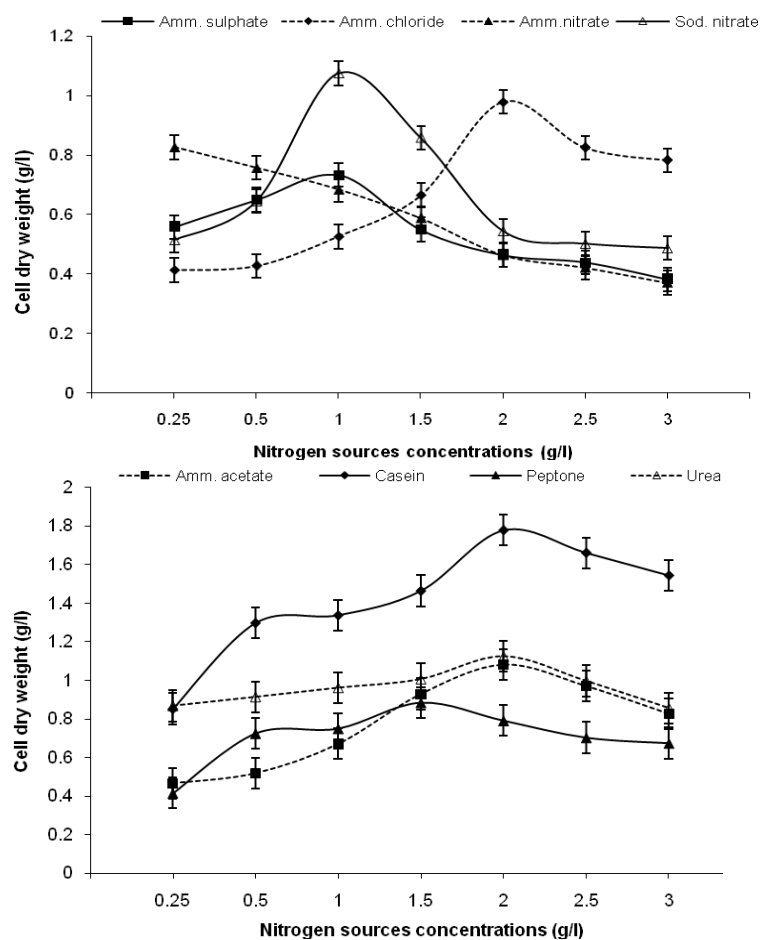 Amm. sulphate Amm. chloride Amm.nitrate Sod. nitrate
1.2
1
0.8
0.6
0.4
0.2
0
Cell dry weight (g/l)
0.25 0.5 1 1.5 2 2.5 3
Nitrogen sources concentrations (g/l)
Amm. acetate Casein Peptone Urea
2
1.8
1.6
1.4
1.2
1
0.8
0.6
0.4
0.2
0
Cell dry weight (g/l)
0.25 0.5 1 1.5 2 2.5 3
Nitrogen sources concentrations (g/l)